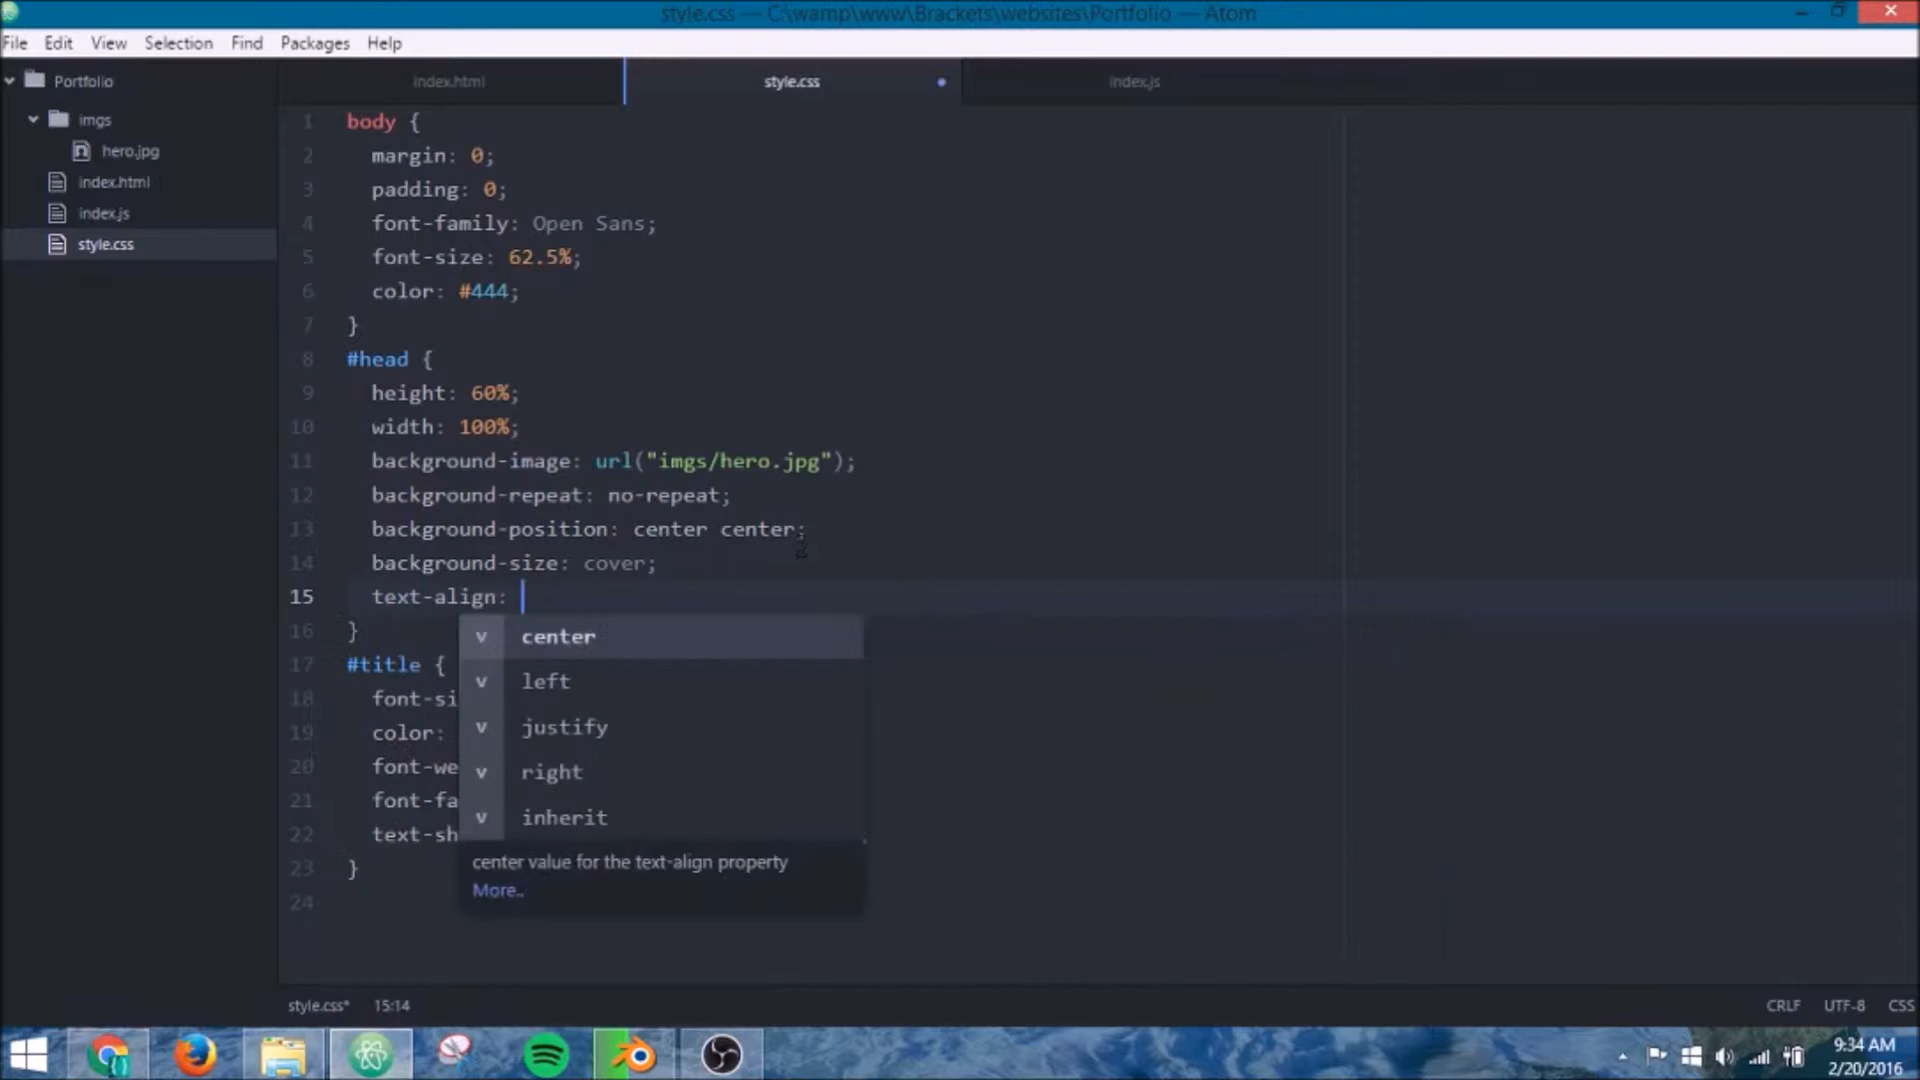 style.css — C:\wamp\www\Brackets\websites\Portfolio — Atom
File Edit View Selection Find Packages Help
Portfolio
imgs
hero.jpg
index.html
index.js
style.css
index.html
style.css
index.js
1 body {
2 margin: 0;
3 padding: 0;
4 font-family: Open Sans;
5 font-size: 62.5%;
6 color: #444;
7 }
8 #head {
9 height: 60%;
10 width: 100%;
11 background-image: url("imgs/hero.jpg");
12 background-repeat: no-repeat;
13 background-position: center center;
14 background-size: cover;
15 text-align:
16 }
17 #title {
18 font-si
19 color:
20 font-we
21 font-fa
22 text-sh
23 }
24
v center
v left
v justify
v right
v inherit
center value for the text-align property
More..
style.css* 15:14
CRLF UTF-8 CSS
9:34 AM
2/20/2016